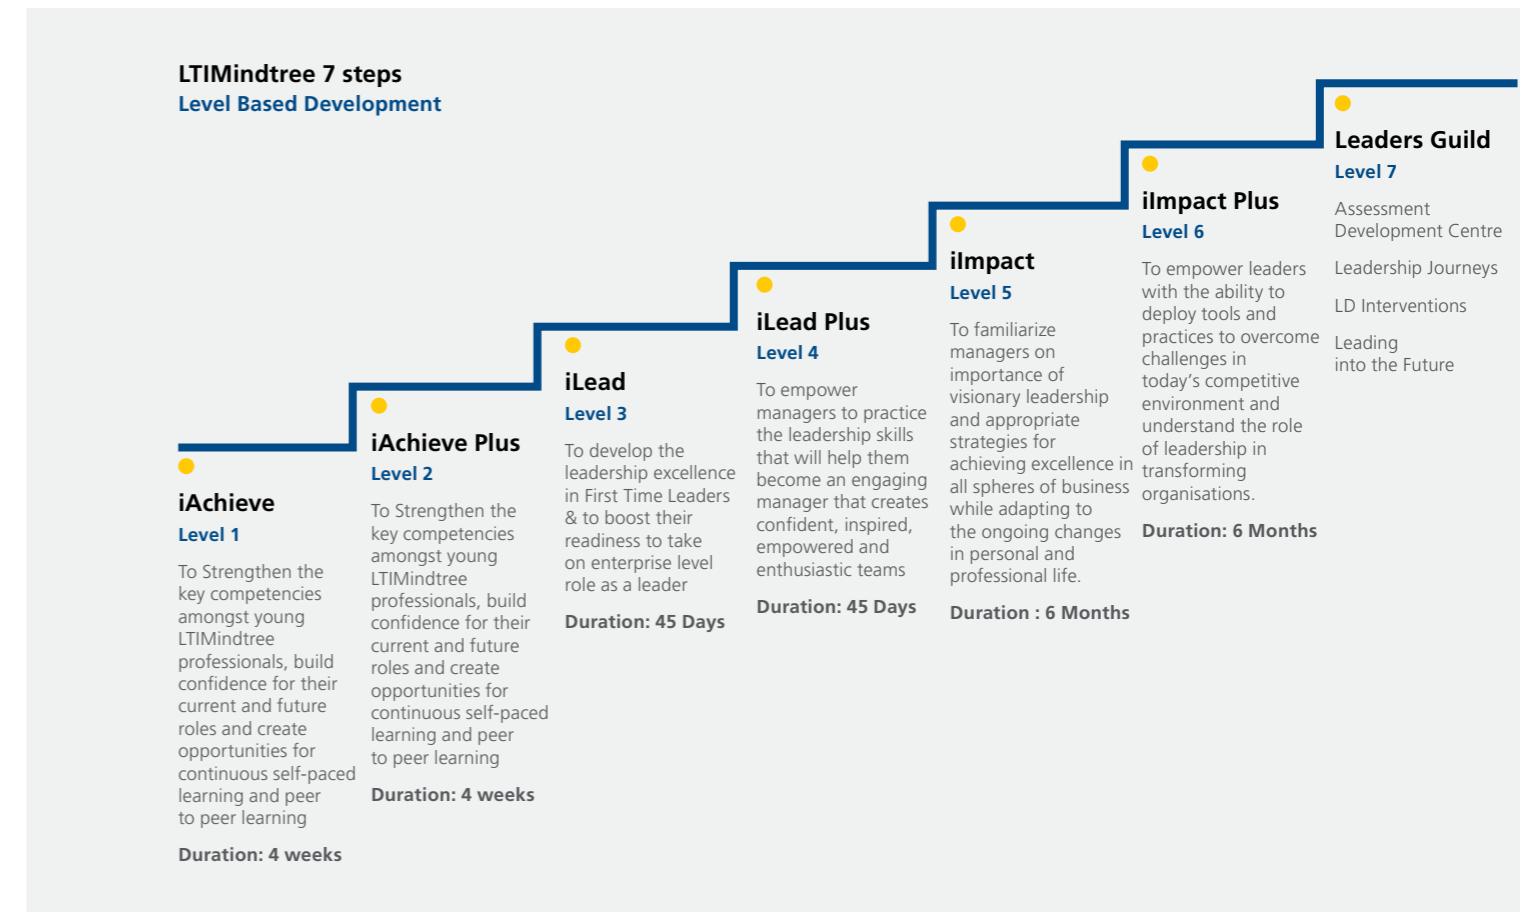 LTIMindtree 7 steps
Level Based Development
iAchieve
Level 1
To Strengthen the
key competencies
amongst young
LTIMindtree
professionals, build
confidence for their
current and future
roles and create
opportunities for
continuous self-paced
learning and peer
to peer learning
Duration: 4 weeks
iAchieve Plus
Level 2
To Strengthen the
key competencies
amongst young
LTIMindtree
professionals, build
confidence for their
current and future
roles and create
opportunities for
continuous self-paced
learning and peer
to peer learning
Duration: 4 weeks
iLead
Level 3
To develop the
leadership excellence
in First Time Leaders
& to boost their
readiness to take
on enterprise level
role as a leader
Duration: 45 Days
iLead Plus
Level 4
To empower
managers to practice
the leadership skills
that will help them
become an engaging
manager that creates
confident, inspired,
empowered and
enthusiastic teams
Duration: 45 Days
iImpact
Level 5
To familiarize
managers on
importance of
visionary leadership
and appropriate
strategies for
achieving excellence in
all spheres of business
while adapting to
the ongoing changes
in personal and
professional life.
Duration : 6 Months
iImpact Plus
Level 6
To empower leaders
with the ability to
deploy tools and
practices to overcome
challenges in
today's competitive
environment and
understand the role
of leadership in
transforming
organisations.
Duration: 6 Months
Leaders Guild
Level 7
Assessment
Development Centre
Leadership Journeys
LD Interventions
Leading
into the Future